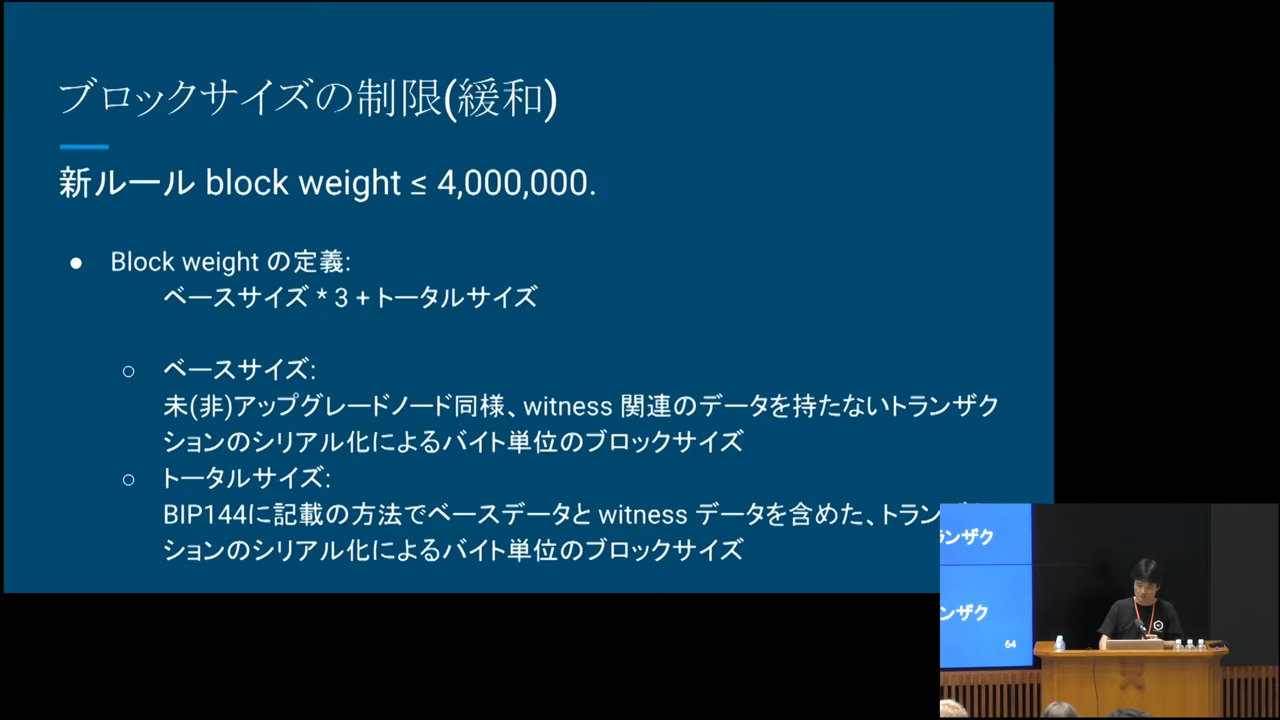 ブロックサイズの制限(緩和)
新ルール block weight ≤ 4,000,000.
● Block weight の定義:
ベースサイズ * 3 + トータルサイズ
○ ベースサイズ:
未(非)アップグレードノード同様、witness 関連のデータを持たないトランザク
ションのシリアル化によるバイト単位のブロックサイズ
○ トータルサイズ:
BIP144に記載の方法でベースデータと witness データを含めた、トランザク
ションのシリアル化によるバイト単位のブロックサイズ
ランザク
ンザク
64